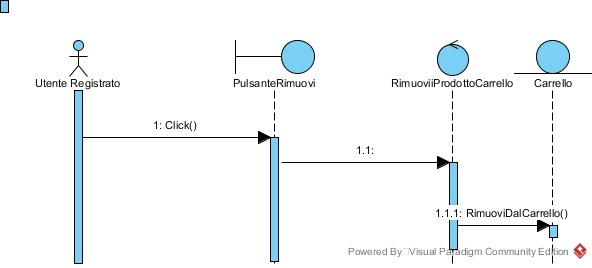 Utente Registrato
PulsanteRimuovi
RimuoviiProdottoCarrello
Carrello
1: Click()
1.1:
1.1.1: RimuoviDalCarrello()
Powered By Visual Paradigm Community Edition